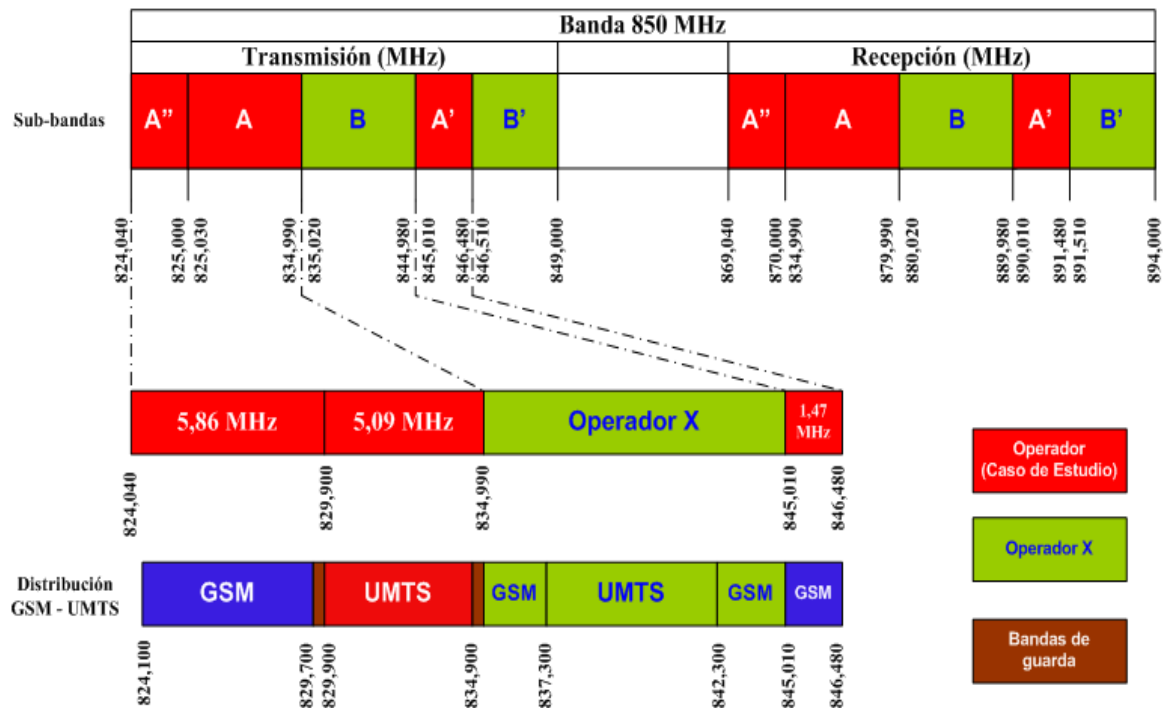 Banda 850 MHz
Transmisión (MHz)
Recepción (MHz)
Sub-bandas
A”
A
B
A’
B'
A”
A
B
A’
B’
824,040
825,000
825,030
834,990
835,020
844,980
845,010
846,480
846,510
849,000
869,040
870,000
834,990
879,990
880,020
889,980
890,010
891,480
891,510
894,000
5,86 MHz
5,09 MHz
Operador X
1,47
MHz
824,040
829,900
834,990
845,010
846,480
Operador
(Caso de Estudio)
Operador X
Bandas de
guarda
Distribución
GSM - UMTS
GSM
UMTS
GSM
UMTS
GSM
GSM
824,100
829,700
829,900
834,900
837,300
842,300
845,010
846,480